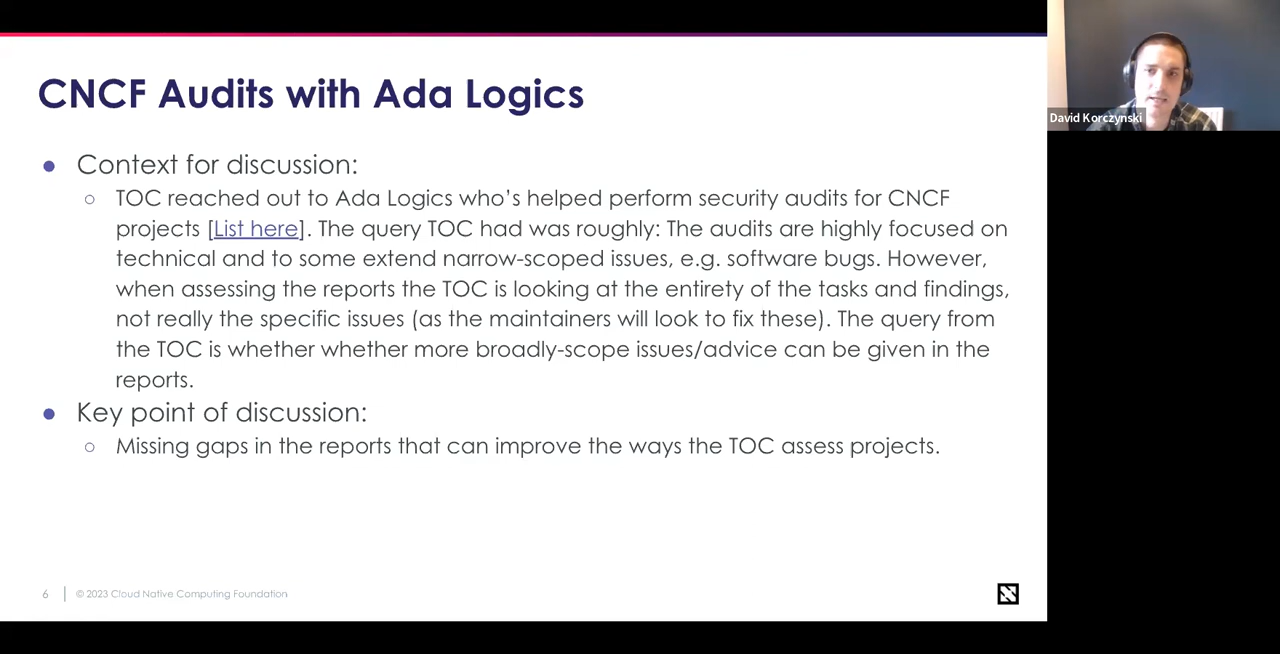 CNCF Audits with Ada Logics
David Korczynski
● Context for discussion:
○ TOC reached out to Ada Logics who's helped perform security audits for CNCF
projects [List here]. The query TOC had was roughly: The audits are highly focused on
technical and to some extend narrow-scoped issues, e.g. software bugs. However,
when assessing the reports the TOC is looking at the entirety of the tasks and findings,
not really the specific issues (as the maintainers will look to fix these). The query from
the TOC is whether whether more broadly-scope issues/advice can be given in the
reports.
● Key point of discussion:
○ Missing gaps in the reports that can improve the ways the TOC assess projects.
6 | © 2023 Cloud Native Computing Foundation